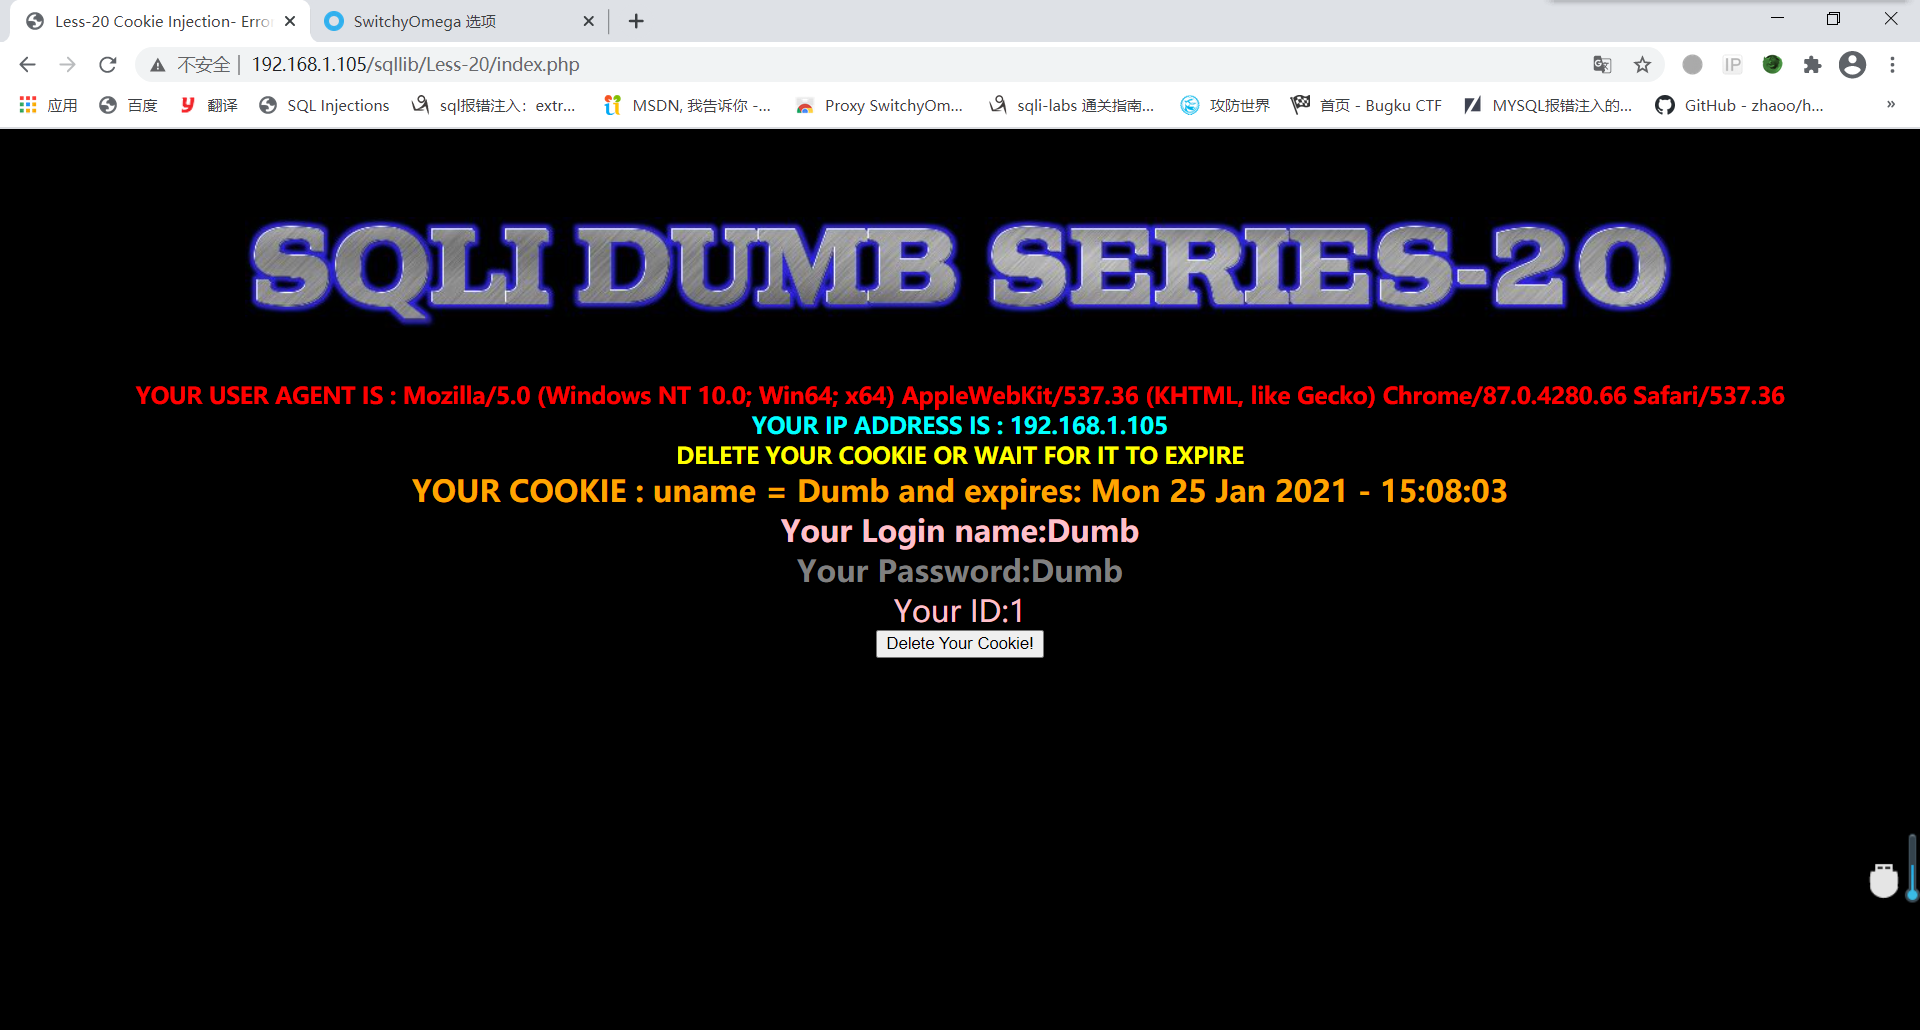 Less-20 Cookie Injection- Erro
SwitchyOmega 选项
不安全 | 192.168.1.105/sqllib/Less-20/index.php
IP
应用 百度 翻译 SQL Injections sql报错注入：extr... MSDN, 我告诉你 -... Proxy SwitchyOm... sqli-labs 通关指南... 攻防世界 首页 - Bugku CTF MYSQL报错注入的... GitHub - zhaoo/h... »
SQLI DUMB SERIES-20
YOUR USER AGENT IS : Mozilla/5.0 (Windows NT 10.0; Win64; x64) AppleWebKit/537.36 (KHTML, like Gecko) Chrome/87.0.4280.66 Safari/537.36
YOUR IP ADDRESS IS : 192.168.1.105
DELETE YOUR COOKIE OR WAIT FOR IT TO EXPIRE
YOUR COOKIE : uname = Dumb and expires: Mon 25 Jan 2021 - 15:08:03
Your Login name:Dumb
Your Password:Dumb
Your ID:1
Delete Your Cookie!